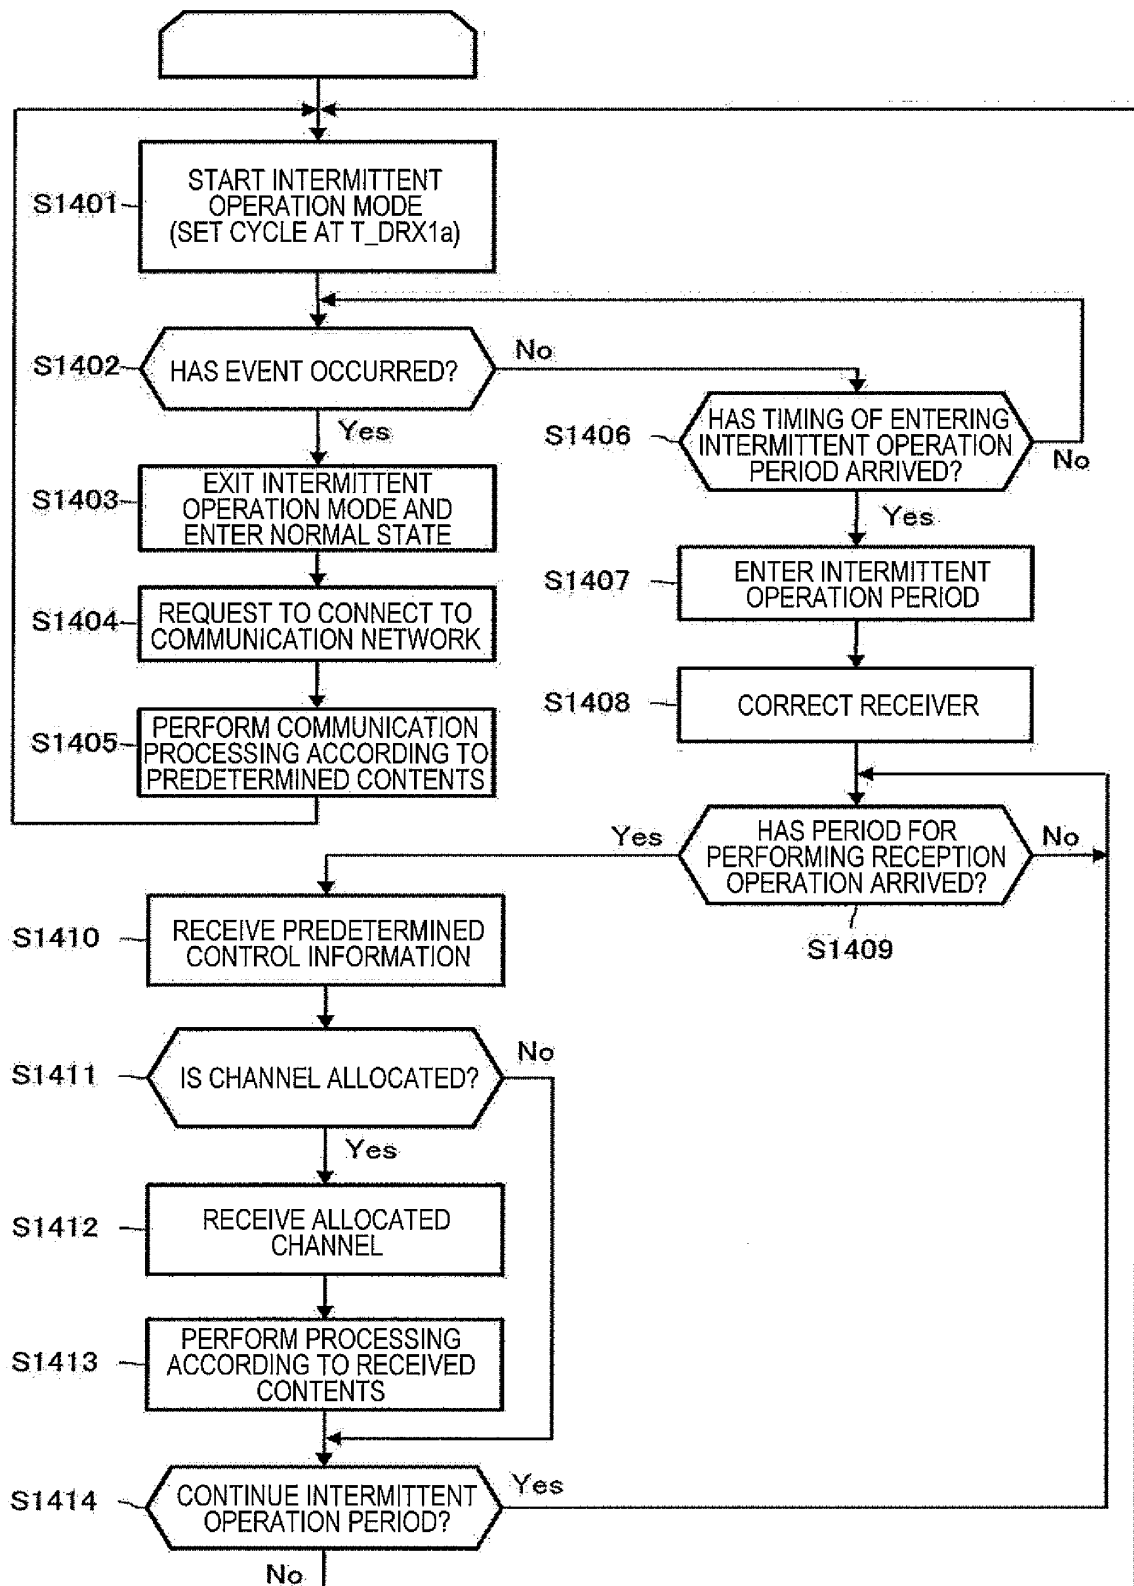 S1401
START INTERMITTENT
OPERATION MODE
(SET CYCLE AT T_DRX1a)
S1402
HAS EVENT OCCURRED?
No
Yes
S1403
EXIT INTERMITTENT
OPERATION MODE AND
ENTER NORMAL STATE
S1404
REQUEST TO CONNECT TO
COMMUNICATION NETWORK
S1405
PERFORM COMMUNICATION
PROCESSING ACCORDING TO
PREDETERMINED CONTENTS
S1406
HAS TIMING OF ENTERING
INTERMITTENT OPERATION
PERIOD ARRIVED?
No
Yes
S1407
ENTER INTERMITTENT
OPERATION PERIOD
S1408
CORRECT RECEIVER
HAS PERIOD FOR
PERFORMING RECEPTION
OPERATION ARRIVED?
Yes
No
S1409
S1410
RECEIVE PREDETERMINED
CONTROL INFORMATION
S1411
IS CHANNEL ALLOCATED?
No
Yes
S1412
RECEIVE ALLOCATED
CHANNEL
S1413
PERFORM PROCESSING
ACCORDING TO RECEIVED
CONTENTS
S1414
CONTINUE INTERMITTENT
OPERATION PERIOD?
Yes
No